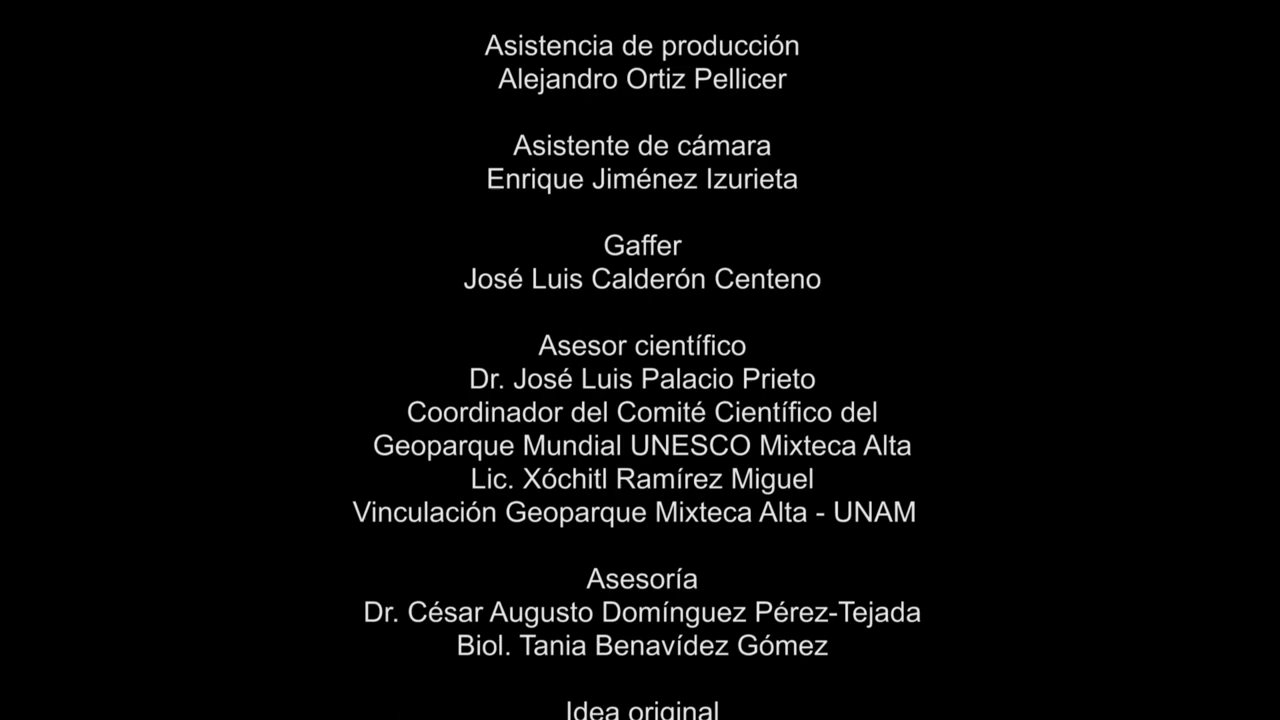 Asistencia de producción
Alejandro Ortiz Pellicer
Asistente de cámara
Enrique Jiménez Izurieta
Gaffer
José Luis Calderón Centeno
Asesor científico
Dr. José Luis Palacio Prieto
Coordinador del Comité Científico del
Geoparque Mundial UNESCO Mixteca Alta
Lic. Xóchitl Ramírez Miguel
Vinculación Geoparque Mixteca Alta - UNAM
Asesoría
Dr. César Augusto Domínguez Pérez-Tejada
Biol. Tania Benavídez Gómez
Idea original